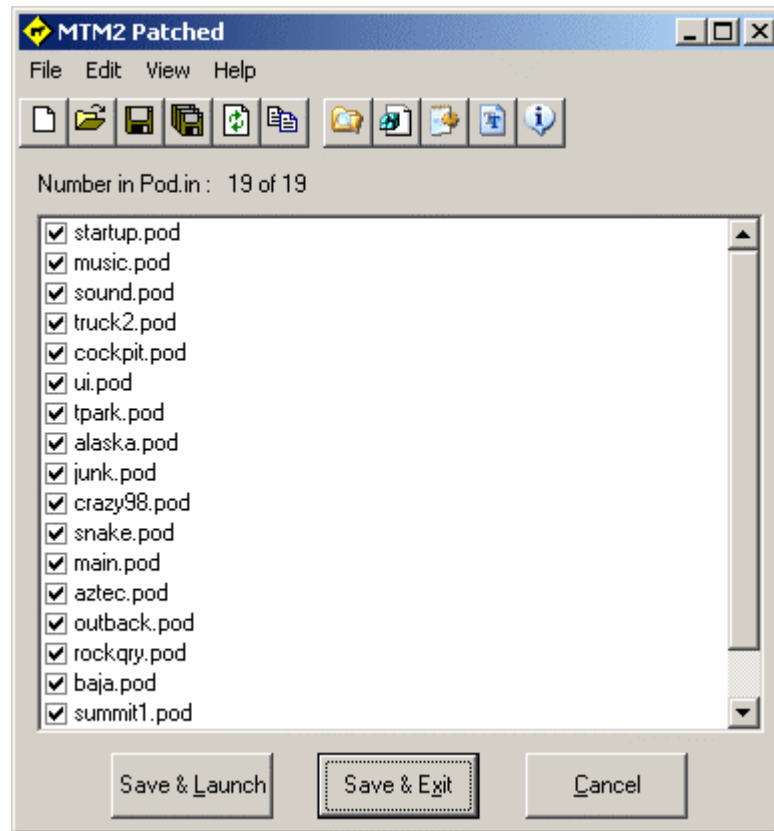 MTM2 Patched
File Edit View Help
Number in Pod.in : 19 of 19
startup.pod
music.pod
sound.pod
truck2.pod
cockpit.pod
ui.pod
tpark.pod
alaska.pod
junk.pod
crazy98.pod
snake.pod
main.pod
aztec.pod
outback.pod
rockqry.pod
baja.pod
summit1.pod
Save & Launch Save & Exit Cancel